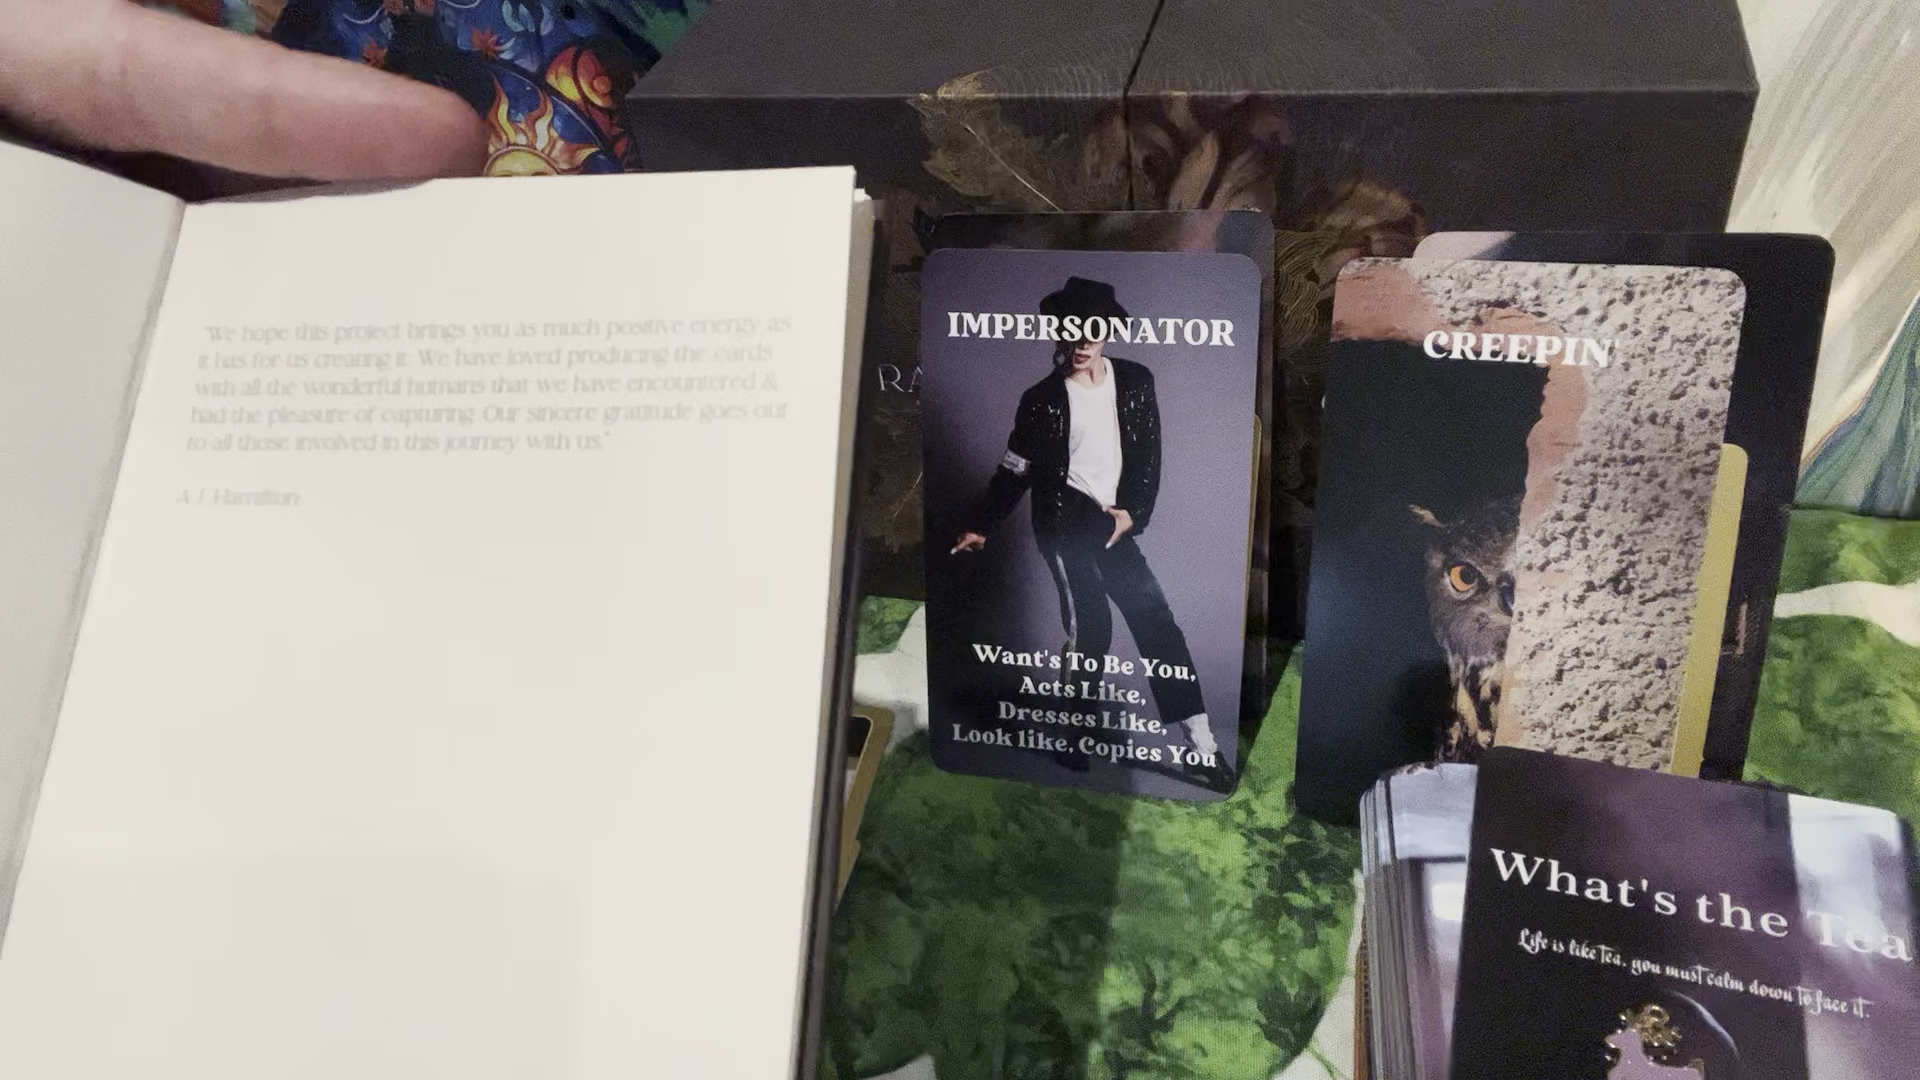 "We hope this project brings you as much positive energy as
it has for us creating it. We have loved producing the cards
with all the wonderful humans that we have encountered &
had the pleasure of capturing. Our sincere gratitude goes out
to all those involved in this journey with us."
A.J. Hamilton
RA
IMPERSONATOR
Want's To Be You,
Acts Like,
Dresses Like,
Look like, Copies You
CREEPIN'
What's the Tea
Life is like Tea, you must calm down to face it.